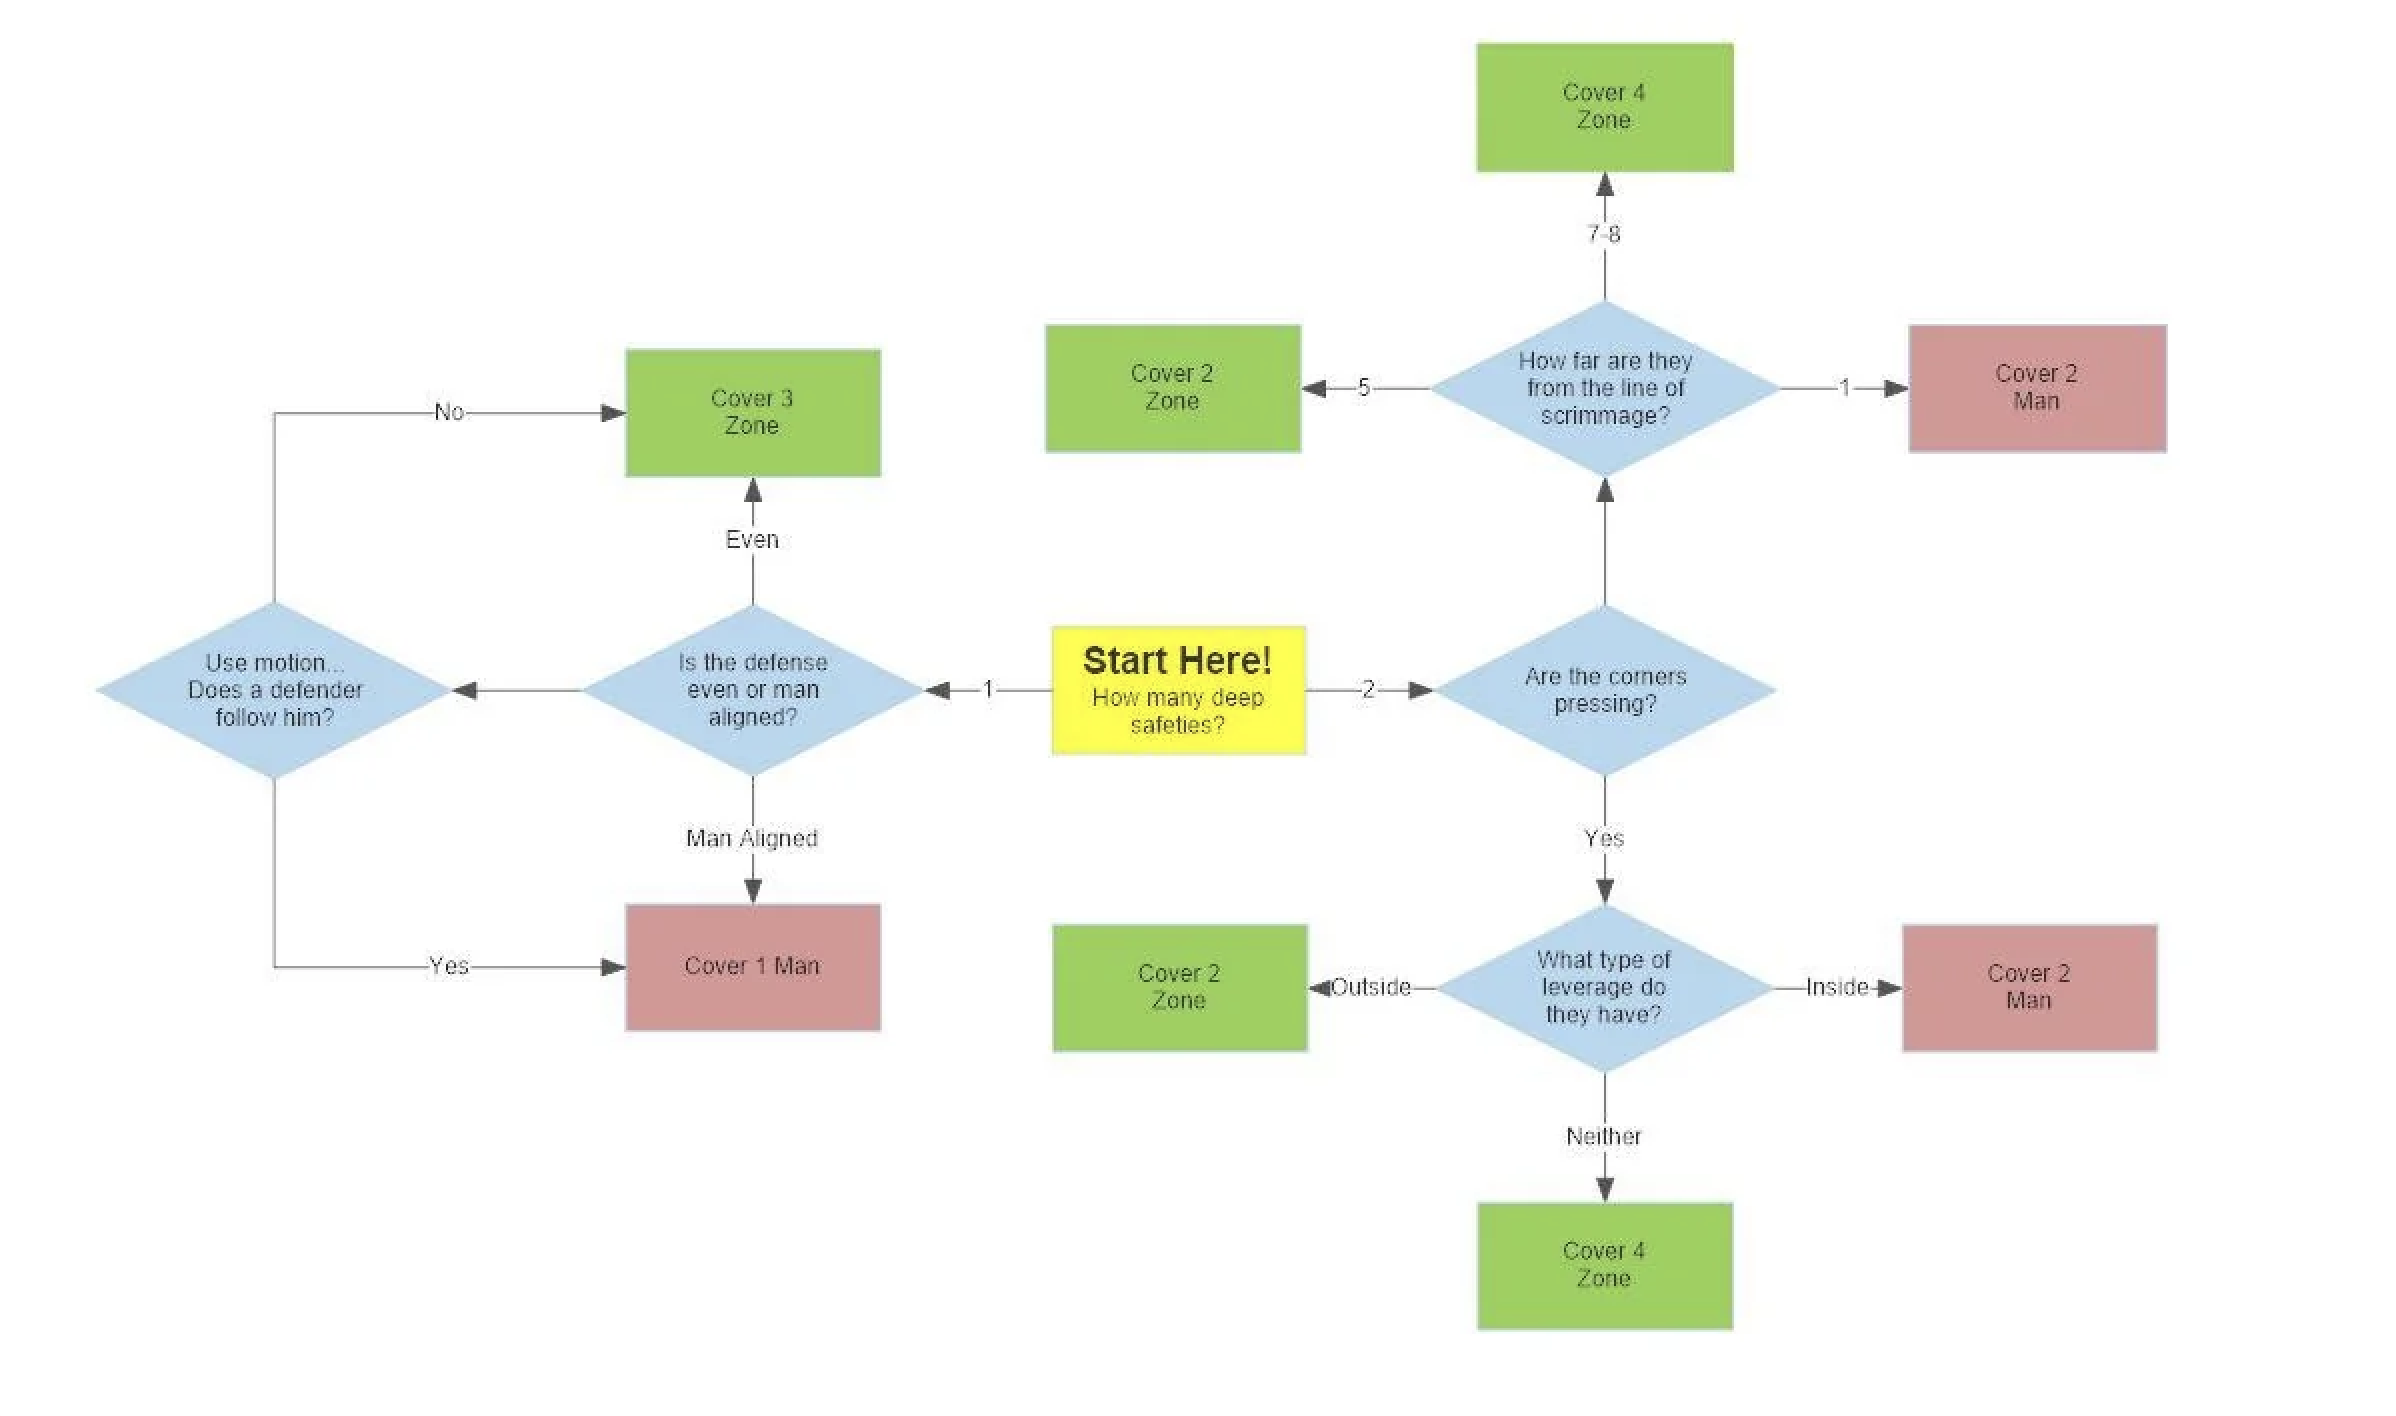 Cover 4
Zone
7-8
Cover 2
Zone
5
How far are they
from the line of
scrimmage?
1
Cover 2
Man
No
Cover 3
Zone
Even
Use motion...
Does a defender
follow him?
Is the defense
even or man
aligned?
1
Start Here!
How many deep
safeties?
2
Are the corners
pressing?
Man Aligned
Yes
Yes
Cover 1 Man
Cover 2
Zone
Outside
What type of
leverage do
they have?
Inside
Cover 2
Man
Neither
Cover 4
Zone